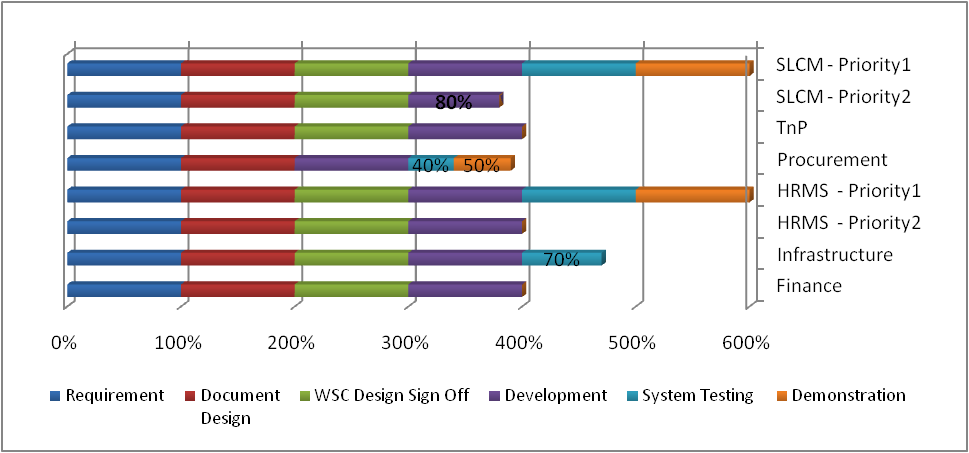 SLCM - Priority1
SLCM - Priority2
80%
TnP
Procurement
40% 50%
HRMS - Priority1
HRMS - Priority2
Infrastructure
70%
Finance
0% 100% 200% 300% 400% 500% 600%
Requirement Document WSC Design Sign Off Development System Testing Demonstration
Design